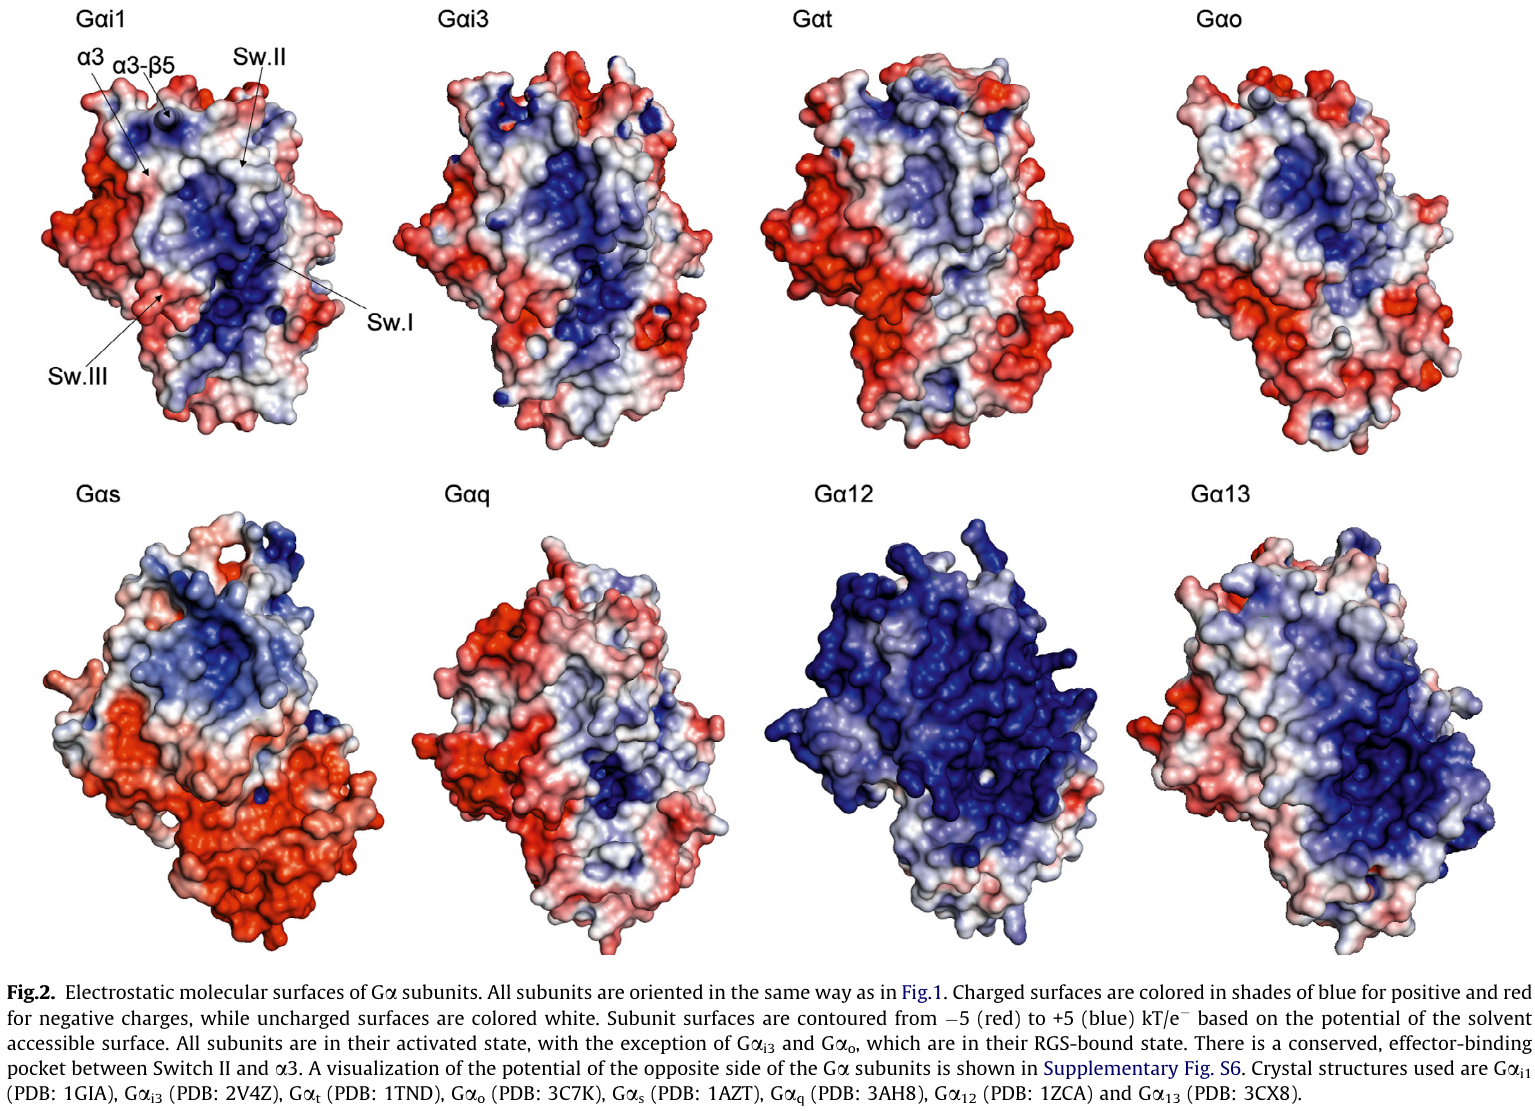 Gαi1
Gαi3
Gαt
Gαo
α3
α3-β5
Sw.II
Sw.I
Sw.III
Gαs
Gαq
Gα12
Gα13
Fig.2. Electrostatic molecular surfaces of Gα subunits. All subunits are oriented in the same way as in Fig.1. Charged surfaces are colored in shades of blue for positive and red
for negative charges, while uncharged surfaces are colored white. Subunit surfaces are contoured from −5 (red) to +5 (blue) kT/e⁻ based on the potential of the solvent
accessible surface. All subunits are in their activated state, with the exception of Gαi3 and Gαo, which are in their RGS-bound state. There is a conserved, effector-binding
pocket between Switch II and α3. A visualization of the potential of the opposite side of the Gα subunits is shown in Supplementary Fig. S6. Crystal structures used are Gαi1
(PDB: 1GIA), Gαi3 (PDB: 2V4Z), Gαt (PDB: 1TND), Gαo (PDB: 3C7K), Gαs (PDB: 1AZT), Gαq (PDB: 3AH8), Gα12 (PDB: 1ZCA) and Gα13 (PDB: 3CX8).